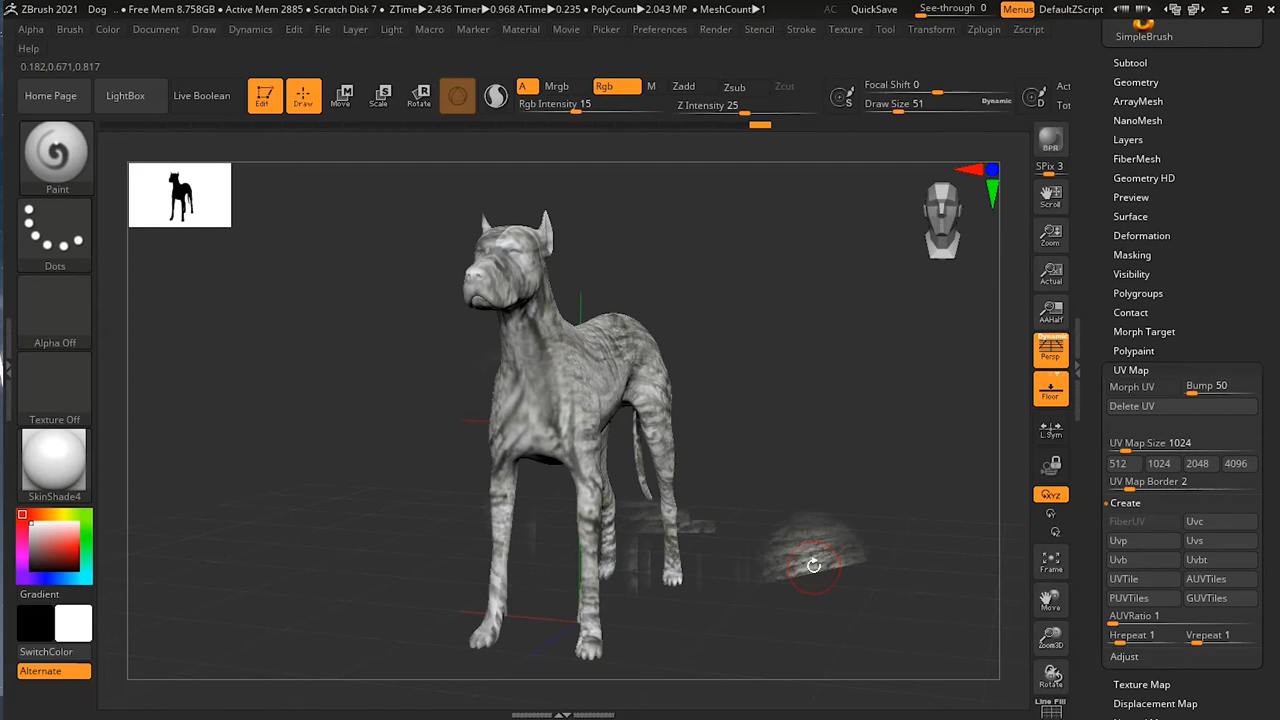 ZBrush 2021 Dog .. • Free Mem 8.758GB • Active Mem 2885 • Scratch Disk 7 • ZTime▶2.436 Timer▶0.968 ATime▶0.235 • PolyCount▶2.043 MP • MeshCount▶1 AC QuickSave See-through 0 Menus DefaultZScript
Alpha Brush Color Document Draw Dynamics Edit File Layer Light Macro Marker Material Movie Picker Preferences Render Stencil Stroke Texture Tool Transform Zplugin Zscript
Help
0.182,0.671,0.817
Home Page LightBox Live Boolean Edit Draw Move Scale Rotate
A Mrgb Rgb M Zadd Zsub Zcut
Rgb Intensity 15 Z Intensity 25
S Focal Shift 0 D Act
Draw Size 51 Dynamic Tot
Paint
Dots
Alpha Off
Texture Off
SkinShade4
Gradient
SwitchColor
Alternate
BPR
SPix 3
Scroll
Zoom
Actual
AAHalf
Dynamic
Persp
Floor
L.Sym
XYZ
Y
Z
Frame
Move
Zoom3D
Rotate
Line Fill
SimpleBrush
Subtool
Geometry
ArrayMesh
NanoMesh
Layers
FiberMesh
Geometry HD
Preview
Surface
Deformation
Masking
Visibility
Polygroups
Contact
Morph Target
Polypaint
UV Map
Morph UV Bump 50
Delete UV
UV Map Size 1024
512 1024 2048 4096
UV Map Border 2
Create
FiberUV Uvc
Uvp Uvs
Uvb Uvbt
UVTile AUVTiles
PUVTiles GUVTiles
AUVRatio 1
Hrepeat 1 Vrepeat 1
Adjust
Texture Map
Displacement Map